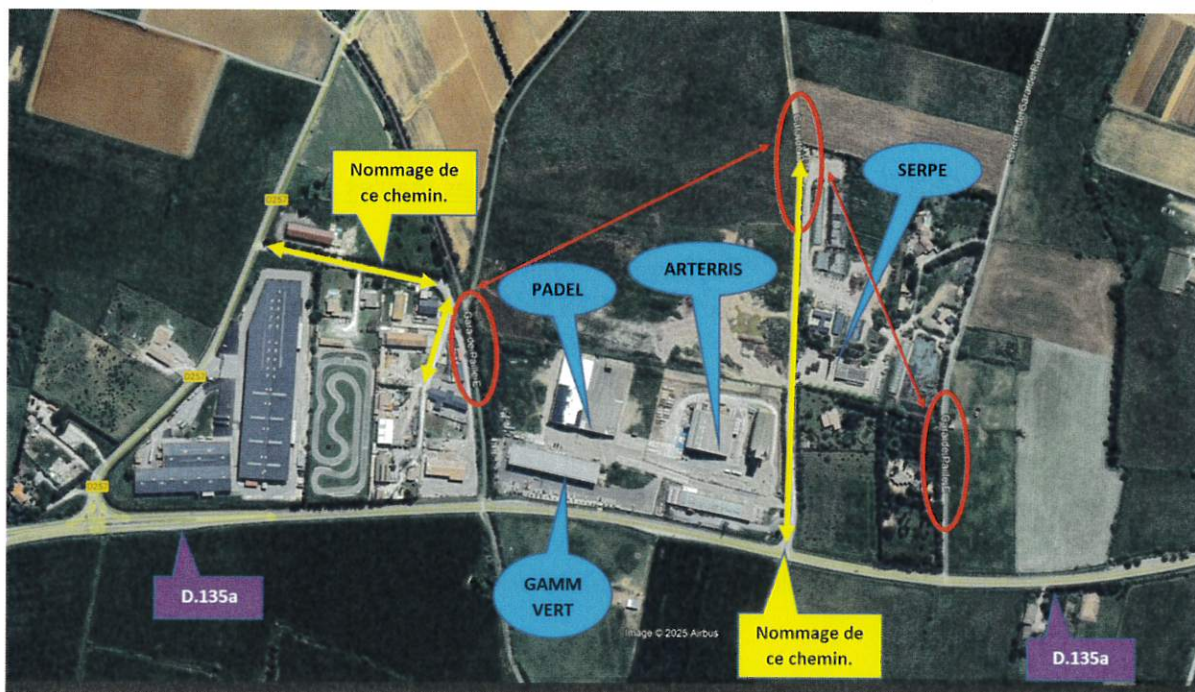 D257
Nommage de
ce chemin.
SERPE
PADEL
ARTERRIS
D257
D257
GAMM
VERT
D.135a
Image © 2025 Airbus
Nommage de
ce chemin.
D.135a